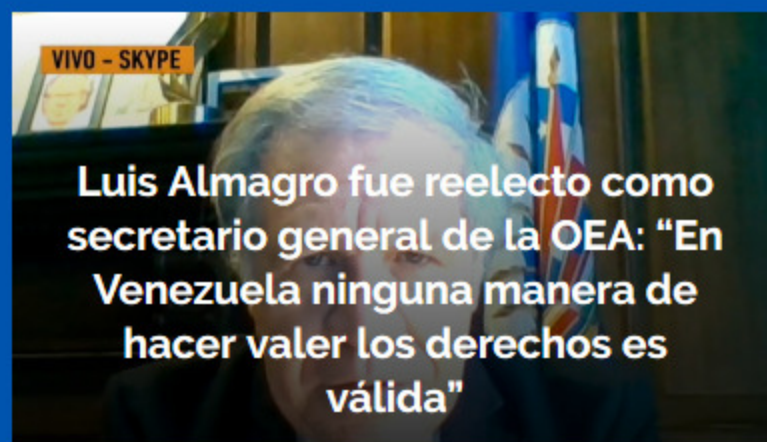 VIVO - SKYPE
Luis Almagro fue reelecto como
secretario general de la OEA: “En
Venezuela ninguna manera de
hacer valer los derechos es
válida”